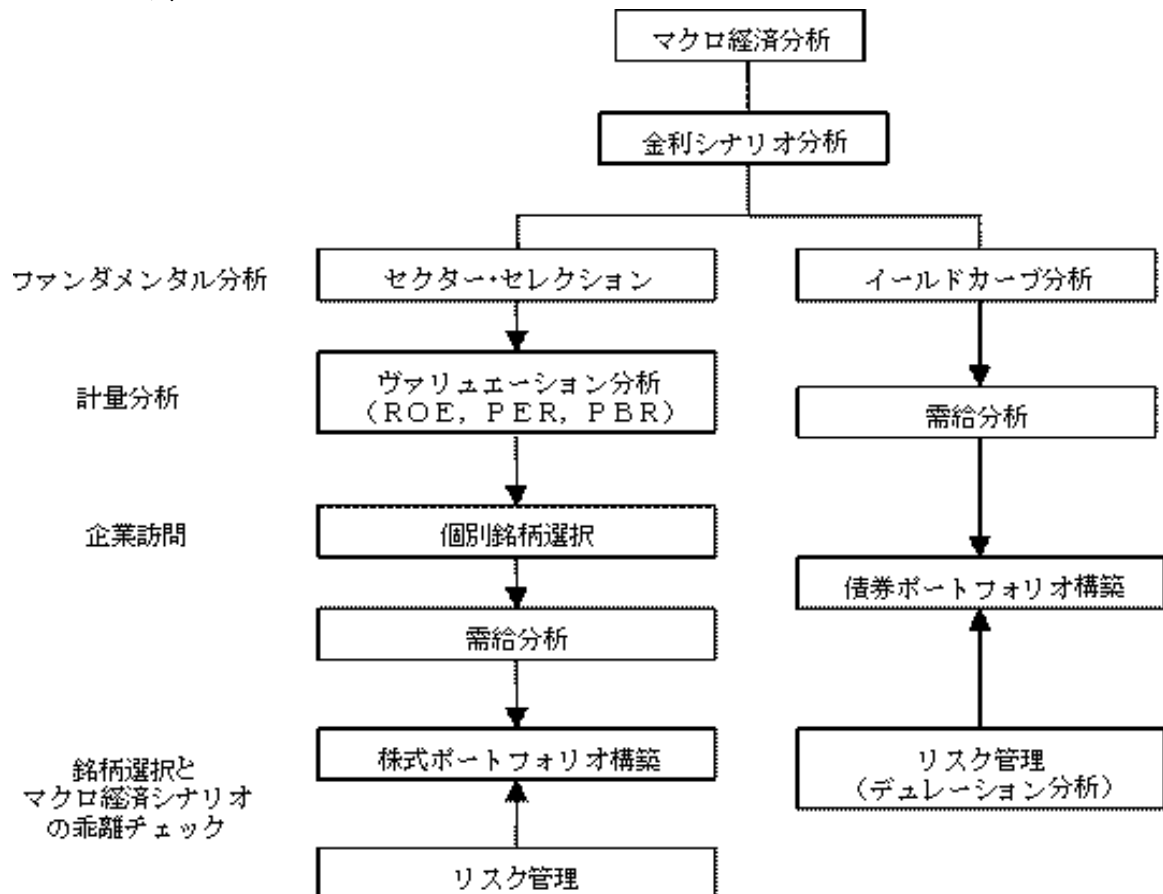 マクロ経済分析
金利シナリオ分析
ファンダメンタル分析
セクター・セレクション
イールドカーブ分析
計量分析
ヴァリュエーション分析
(ROE, PER, PBR)
需給分析
企業訪問
個別銘柄選択
債券ポートフォリオ構築
需給分析
銘柄選択と
マクロ経済シナリオ
の乖離チェック
株式ポートフォリオ構築
リスク管理
(デュレーション分析)
リスク管理